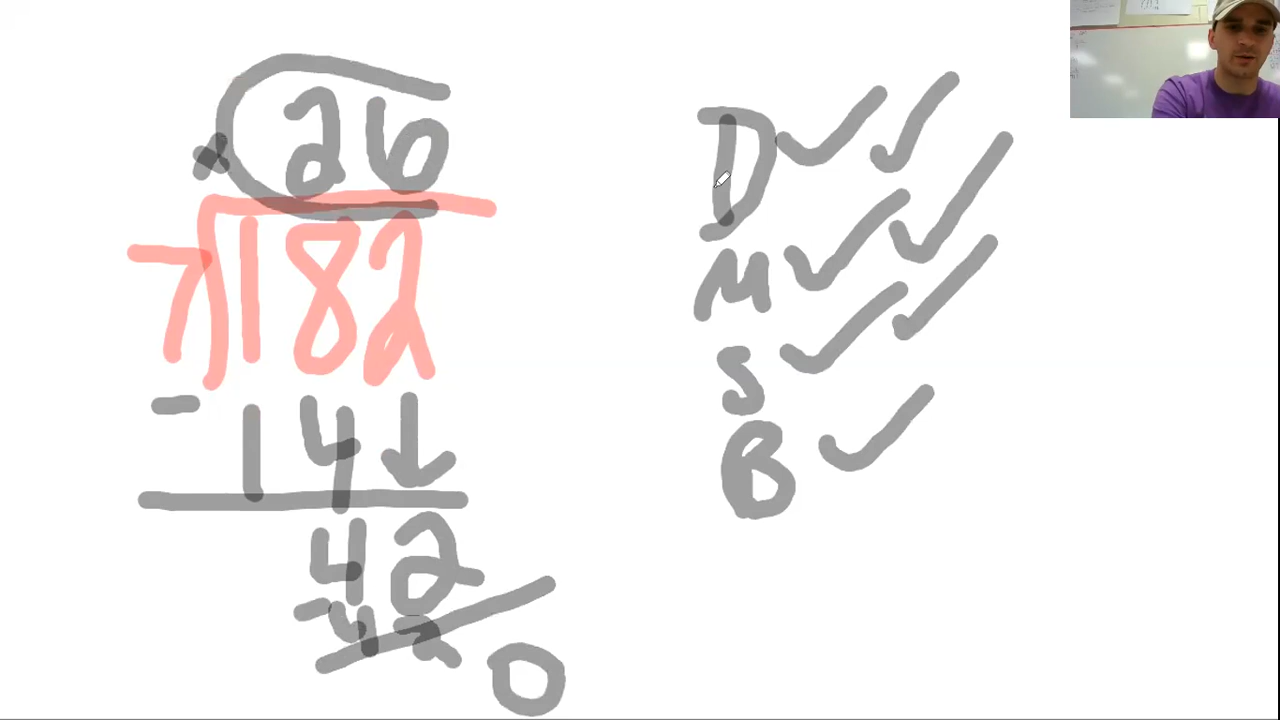 26
7)182
- 14↓
42
-42
0
D ✓ ✓
M ✓ ✓
S ✓ ✓
B ✓